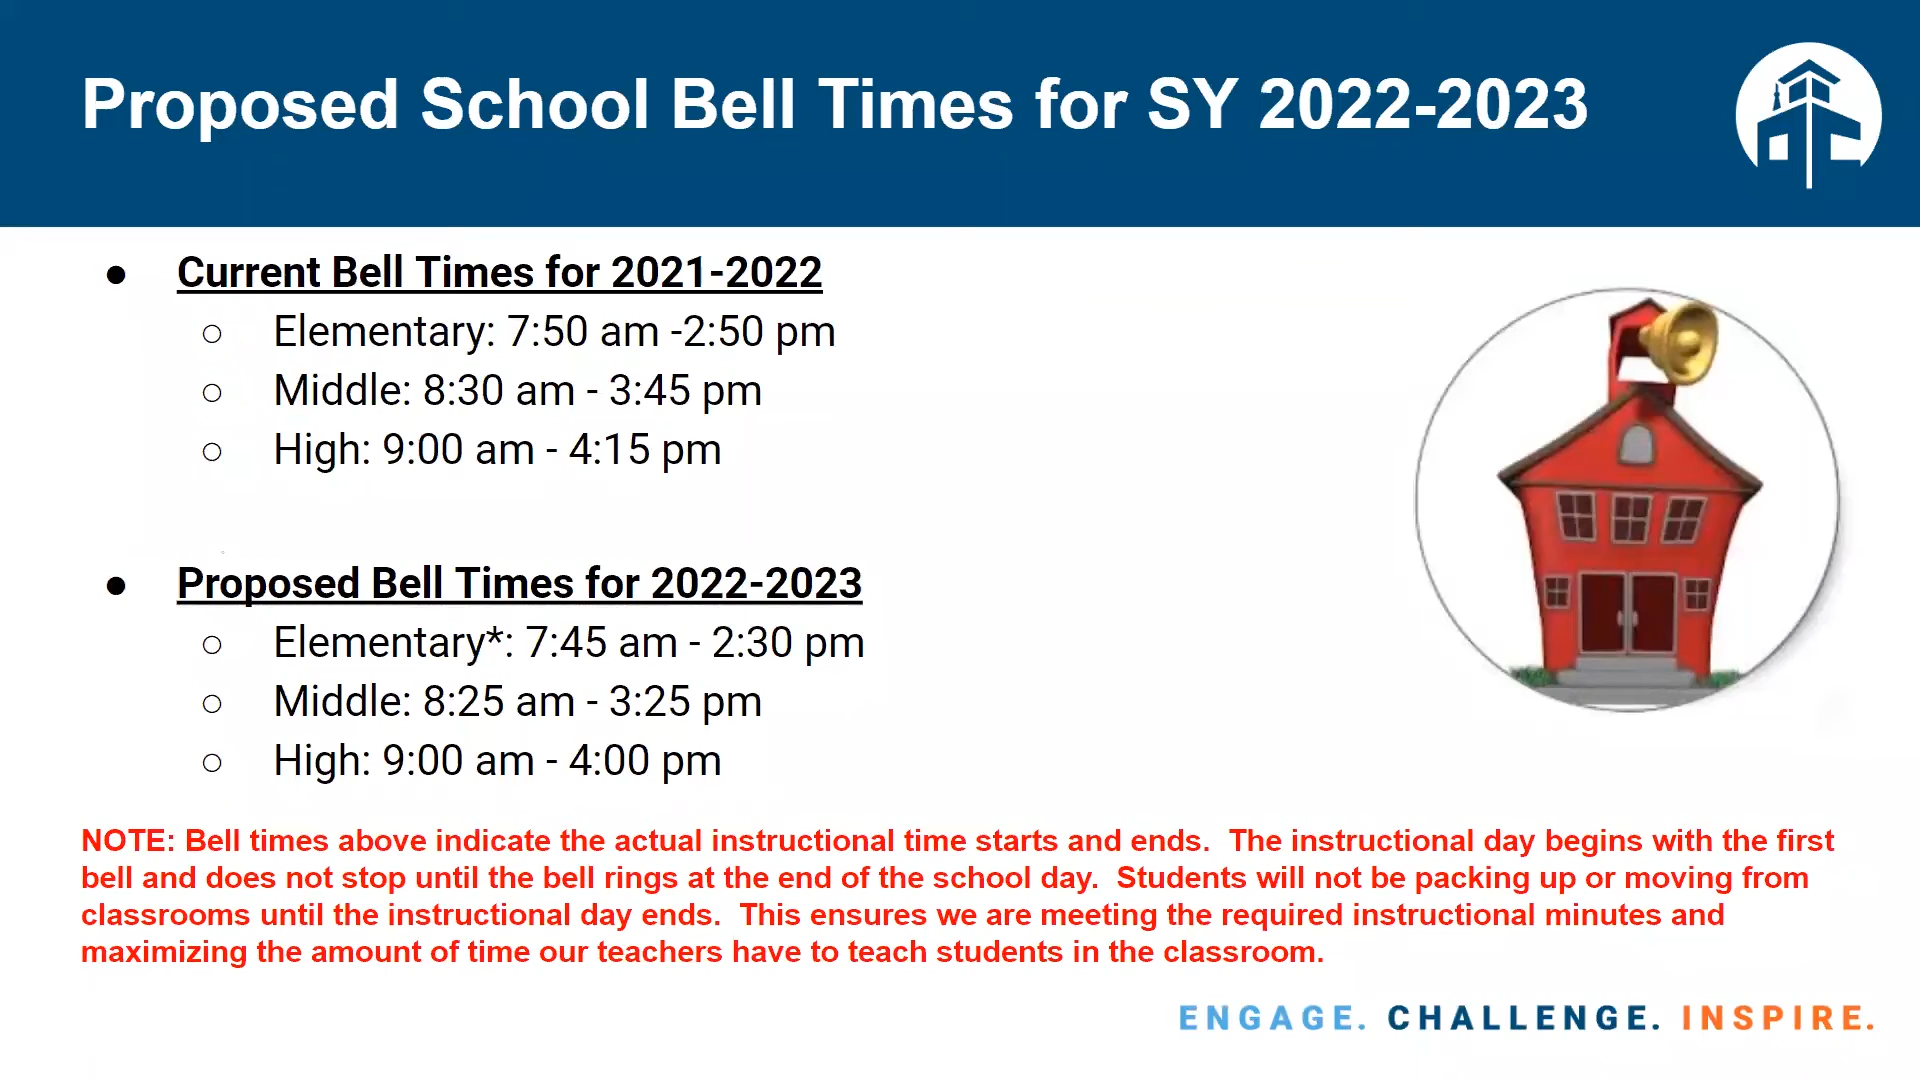 Proposed School Bell Times for SY 2022-2023
● Current Bell Times for 2021-2022
○ Elementary: 7:50 am -2:50 pm
○ Middle: 8:30 am - 3:45 pm
○ High: 9:00 am - 4:15 pm
● Proposed Bell Times for 2022-2023
○ Elementary*: 7:45 am - 2:30 pm
○ Middle: 8:25 am - 3:25 pm
○ High: 9:00 am - 4:00 pm
NOTE: Bell times above indicate the actual instructional time starts and ends.  The instructional day begins with the first
bell and does not stop until the bell rings at the end of the school day.  Students will not be packing up or moving from
classrooms until the instructional day ends.  This ensures we are meeting the required instructional minutes and
maximizing the amount of time our teachers have to teach students in the classroom.
ENGAGE. CHALLENGE. INSPIRE.